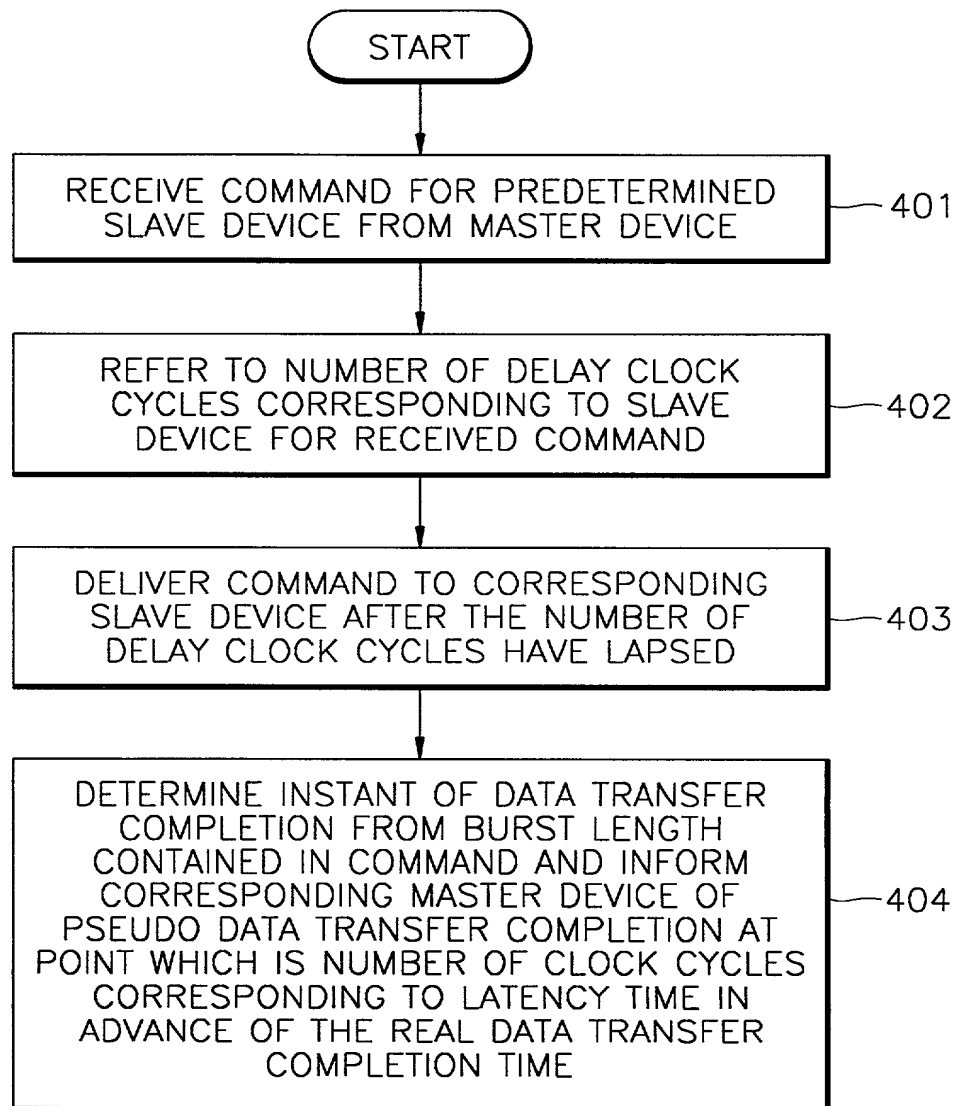 START
RECEIVE COMMAND FOR PREDETERMINED
SLAVE DEVICE FROM MASTER DEVICE
401
REFER TO NUMBER OF DELAY CLOCK
CYCLES CORRESPONDING TO SLAVE
DEVICE FOR RECEIVED COMMAND
402
DELIVER COMMAND TO CORRESPONDING
SLAVE DEVICE AFTER THE NUMBER OF
DELAY CLOCK CYCLES HAVE LAPSED
403
DETERMINE INSTANT OF DATA TRANSFER
COMPLETION FROM BURST LENGTH
CONTAINED IN COMMAND AND INFORM
CORRESPONDING MASTER DEVICE OF
PSEUDO DATA TRANSFER COMPLETION AT
POINT WHICH IS NUMBER OF CLOCK CYCLES
CORRESPONDING TO LATENCY TIME IN
ADVANCE OF THE REAL DATA TRANSFER
COMPLETION TIME
404